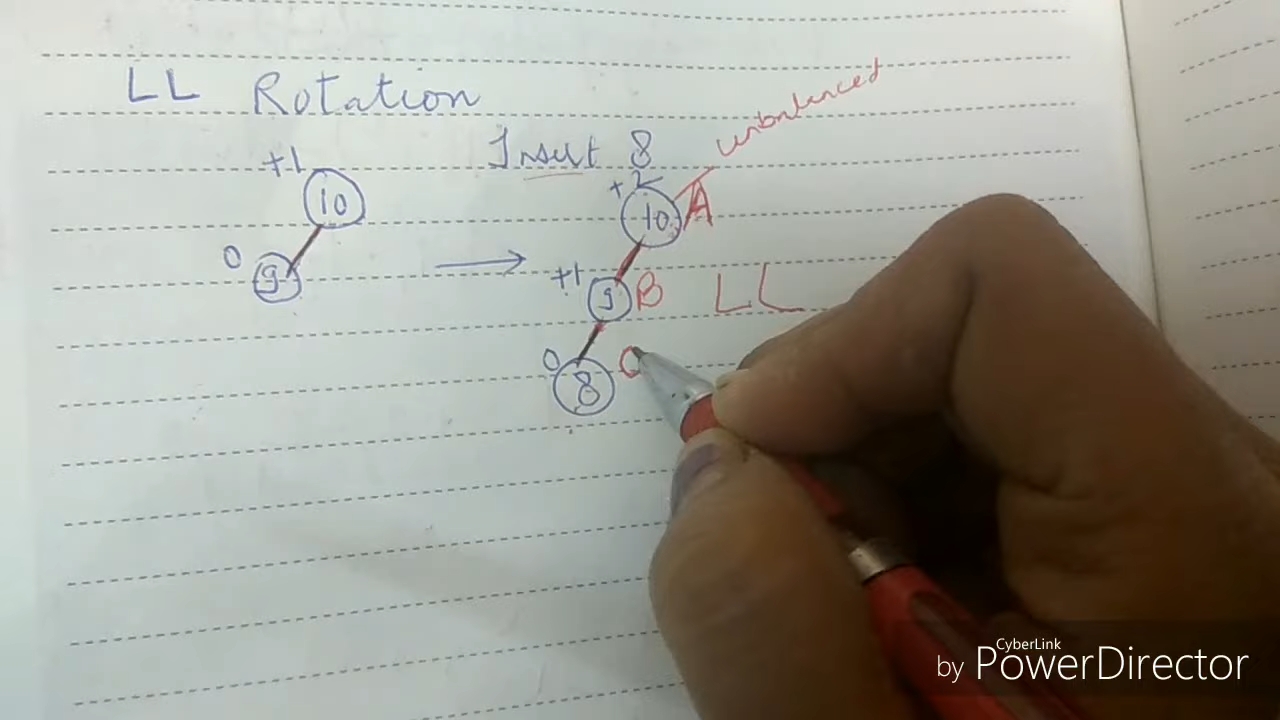 LL Rotation
unbalanced
Insert 8
+1
10
+2
10 A
0
9
+1
9 B LL
0
8
CyberLink
by PowerDirector